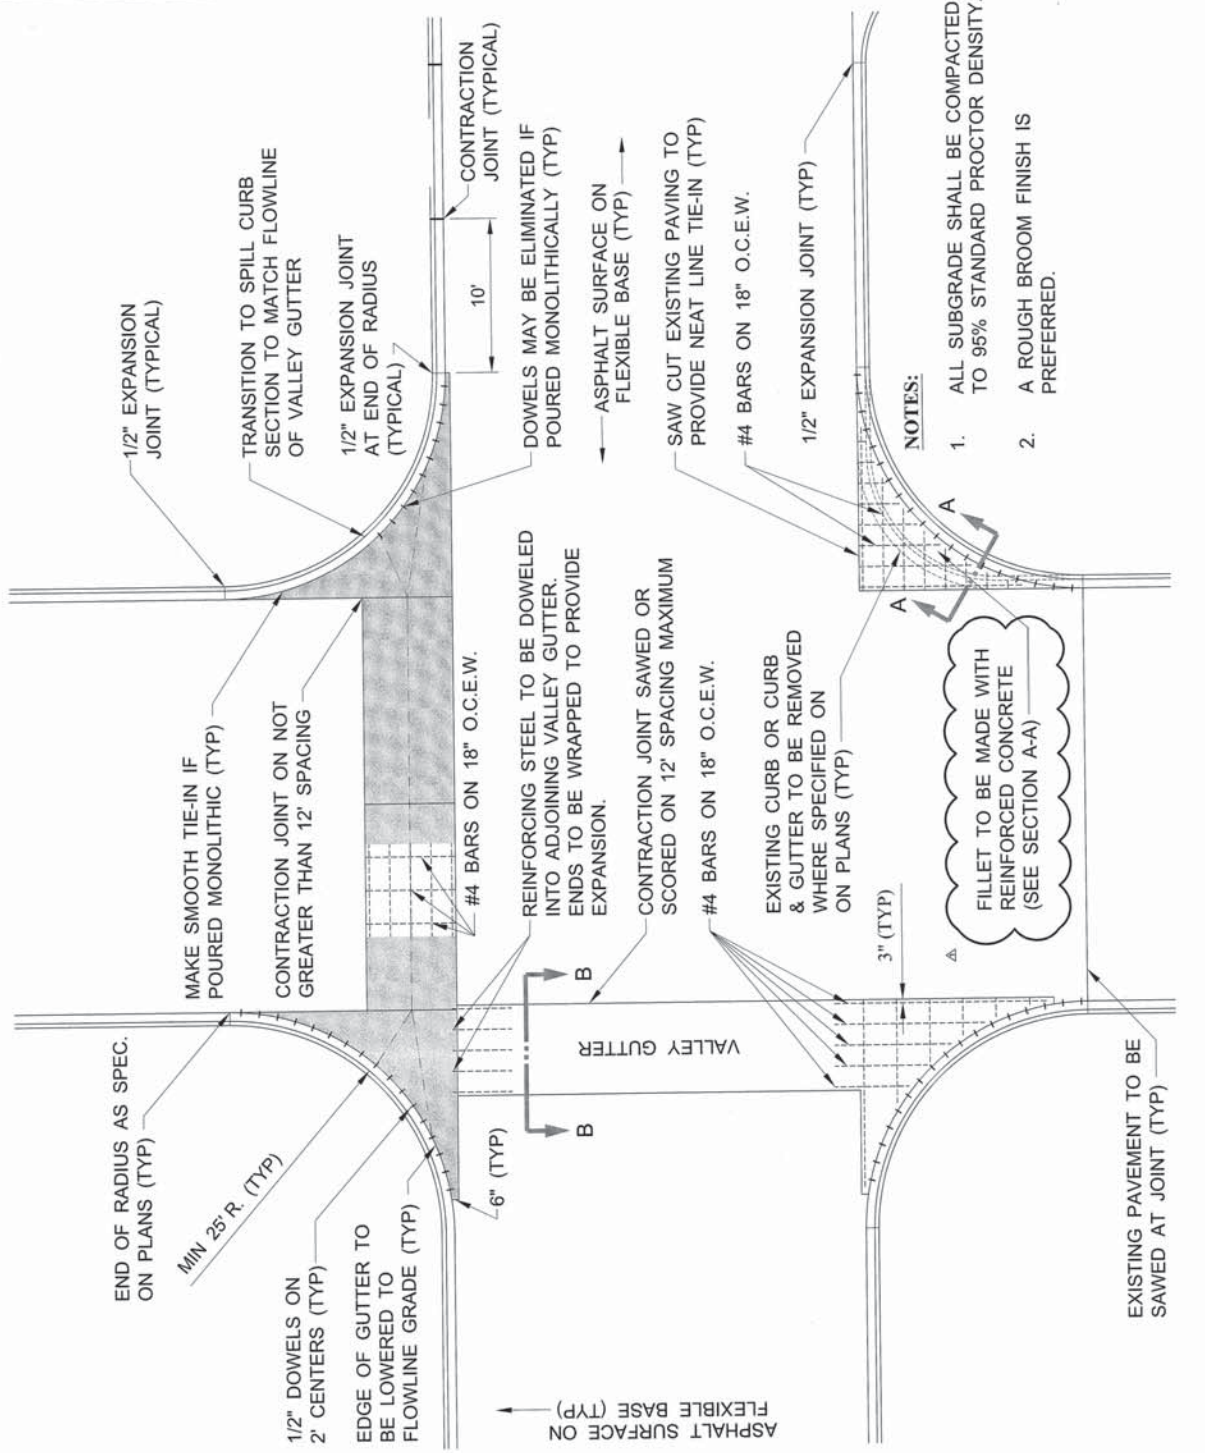 END OF RADIUS AS SPEC.
ON PLANS (TYP)
MIN 25' R. (TYP)
1/2" DOWELS ON
2' CENTERS (TYP)
EDGE OF GUTTER TO
BE LOWERED TO
FLOWLINE GRADE (TYP)
6" (TYP)
ASPHALT SURFACE ON
FLEXIBLE BASE (TYP)
MAKE SMOOTH TIE-IN IF
POURED MONOLITHIC (TYP)
CONTRACTION JOINT ON NOT
GREATER THAN 12' SPACING
#4 BARS ON 18" O.C.E.W.
REINFORCING STEEL TO BE DOWELED
INTO ADJOINING VALLEY GUTTER.
ENDS TO BE WRAPPED TO PROVIDE
EXPANSION.
B
B
VALLEY GUTTER
CONTRACTION JOINT SAWED OR
SCORED ON 12' SPACING MAXIMUM
#4 BARS ON 18" O.C.E.W.
EXISTING CURB OR CURB
& GUTTER TO BE REMOVED
WHERE SPECIFIED ON
ON PLANS (TYP)
3" (TYP)
FILLET TO BE MADE WITH
REINFORCED CONCRETE
(SEE SECTION A-A)
EXISTING PAVEMENT TO BE
SAWED AT JOINT (TYP)
1/2" EXPANSION
JOINT (TYPICAL)
TRANSITION TO SPILL CURB
SECTION TO MATCH FLOWLINE
OF VALLEY GUTTER
1/2" EXPANSION JOINT
AT END OF RADIUS
(TYPICAL)
10'
CONTRACTION
JOINT (TYPICAL)
DOWELS MAY BE ELIMINATED IF
POURED MONOLITHICALLY (TYP)
ASPHALT SURFACE ON
FLEXIBLE BASE (TYP)
SAW CUT EXISTING PAVING TO
PROVIDE NEAT LINE TIE-IN (TYP)
#4 BARS ON 18" O.C.E.W.
1/2" EXPANSION JOINT (TYP)
A
A
NOTES:
1. ALL SUBGRADE SHALL BE COMPACTED
TO 95% STANDARD PROCTOR DENSITY.
2. A ROUGH BROOM FINISH IS
PREFERRED.